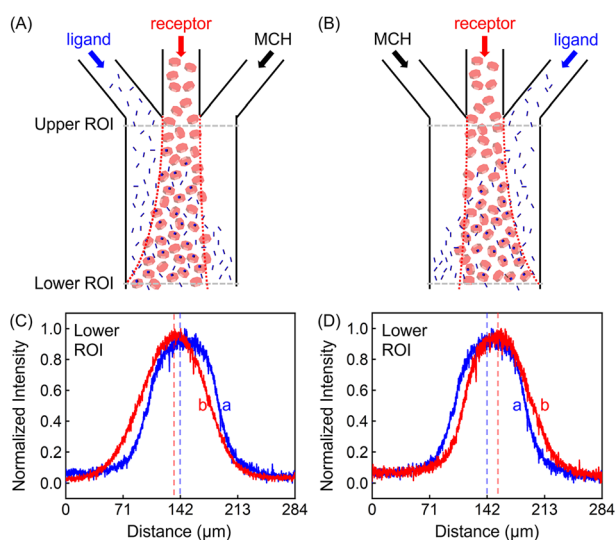 (A)
ligand
receptor
MCH
Upper ROI
Lower ROI
(B)
MCH
receptor
ligand
(C)
Lower
ROI
b a
Normalized Intensity
1.0
0.8
0.6
0.4
0.2
0.0
0 71 142 213 284
Distance (µm)
(D)
Lower
ROI
a b
Normalized Intensity
1.0
0.8
0.6
0.4
0.2
0.0
0 71 142 213 284
Distance (µm)